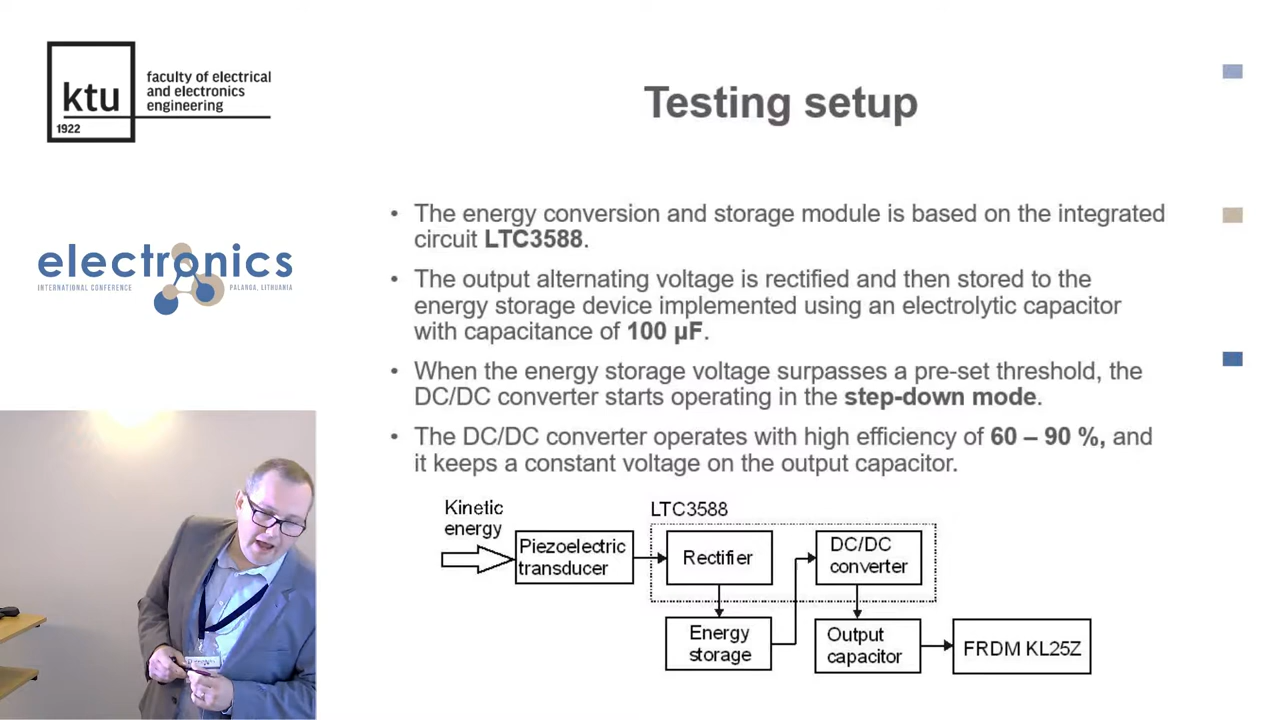 ktu
1922
faculty of electrical
and electronics
engineering
Testing setup
electronics
INTERNATIONAL CONFERENCE
PALANGA, LITHUANIA
• The energy conversion and storage module is based on the integrated
circuit LTC3588.
• The output alternating voltage is rectified and then stored to the
energy storage device implemented using an electrolytic capacitor
with capacitance of 100 µF.
• When the energy storage voltage surpasses a pre-set threshold, the
DC/DC converter starts operating in the step-down mode.
• The DC/DC converter operates with high efficiency of 60 – 90 %, and
it keeps a constant voltage on the output capacitor.
Kinetic
energy
LTC3588
Piezoelectric
transducer
Rectifier
DC/DC
converter
Energy
storage
Output
capacitor
FRDM KL25Z